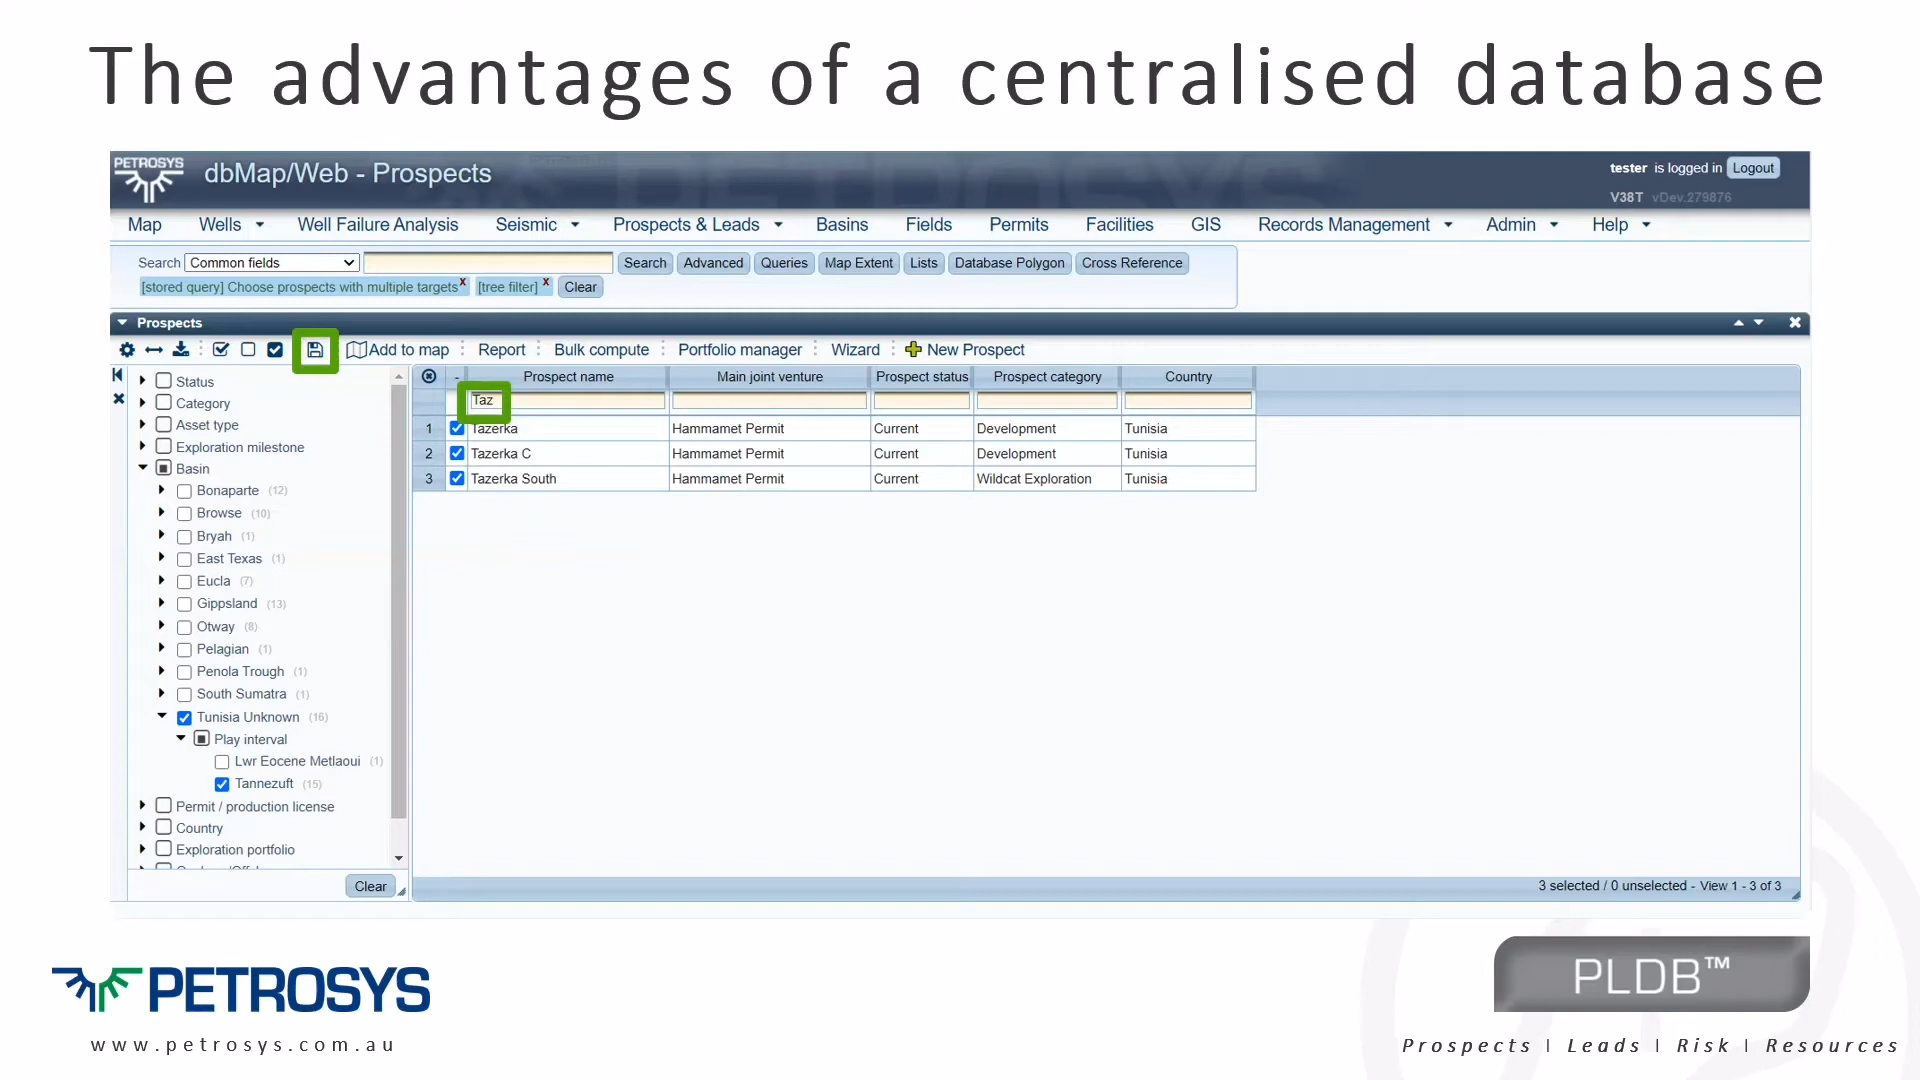 The advantages of a centralised database
PETROSYS
dbMap/Web - Prospects
tester is logged in Logout
V38T vDev.279876
Map Wells Well Failure Analysis Seismic Prospects & Leads Basins Fields Permits Facilities GIS Records Management Admin Help
Search Common fields Search Advanced Queries Map Extent Lists Database Polygon Cross Reference
[stored query] Choose prospects with multiple targets x [tree filter] x Clear
Prospects
Add to map Report Bulk compute Portfolio manager Wizard New Prospect
- Prospect name Main joint venture Prospect status Prospect category Country
Taz
1 Tazerka Hammamet Permit Current Development Tunisia
2 Tazerka C Hammamet Permit Current Development Tunisia
3 Tazerka South Hammamet Permit Current Wildcat Exploration Tunisia
Status
Category
Asset type
Exploration milestone
Basin
Bonaparte (12)
Browse (10)
Bryah (1)
East Texas (1)
Eucla (7)
Gippsland (13)
Otway (8)
Pelagian (1)
Penola Trough (1)
South Sumatra (1)
Tunisia Unknown (16)
Play interval
Lwr Eocene Metlaoui (1)
Tannezuft (15)
Permit / production license
Country
Exploration portfolio
Clear
3 selected / 0 unselected - View 1 - 3 of 3
PETROSYS
www.petrosys.com.au
PLDB™
Prospects | Leads | Risk | Resources